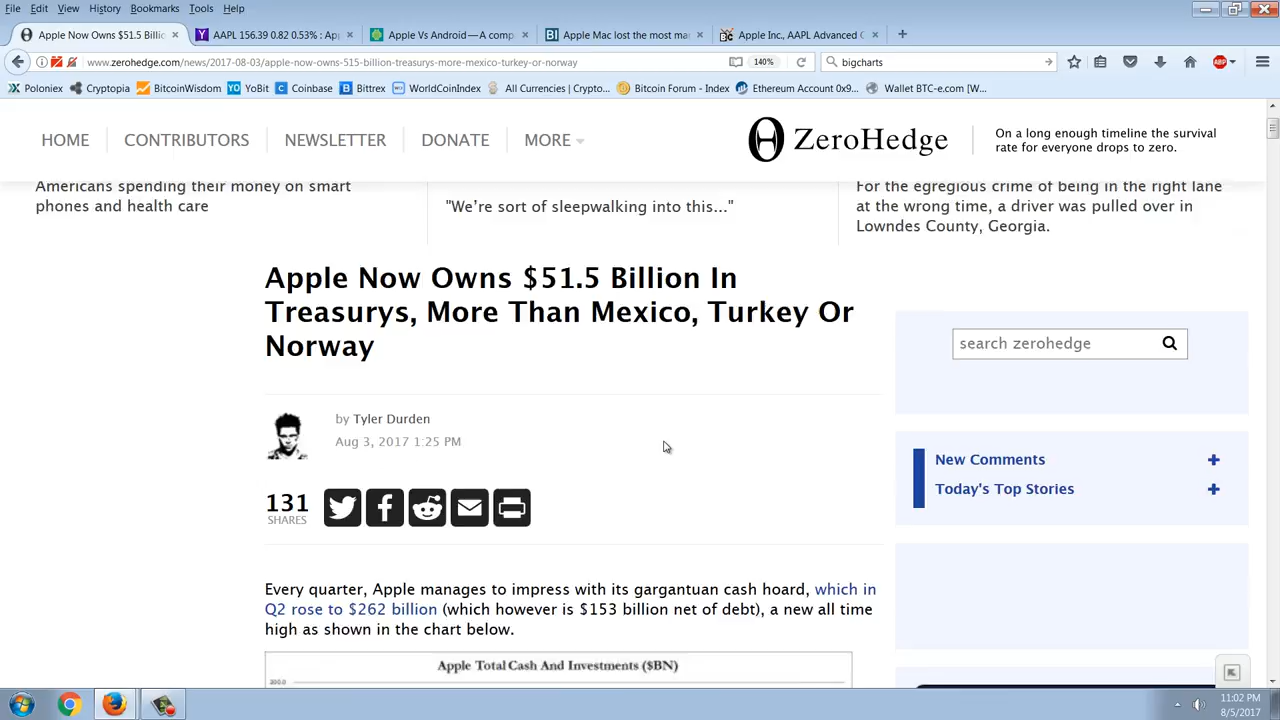 File Edit View History Bookmarks Tools Help
Apple Now Owns $51.5 Billic × AAPL 156.39 0.82 0.53% : Ap × Apple Vs Android — A comp × BI Apple Mac lost the most ma × Apple Inc., AAPL Advanced C × +
www.zerohedge.com/news/2017-08-03/apple-now-owns-515-billion-treasurys-more-mexico-turkey-or-norway 140% bigcharts ABP
Poloniex Cryptopia BitcoinWisdom YO YoBit Coinbase Bittrex WorldCoinIndex All Currencies (Crypto... Bitcoin Forum - Index Ethereum Account 0x9... Wallet BTC-e.com [W...
HOME CONTRIBUTORS NEWSLETTER DONATE MORE ZeroHedge On a long enough timeline the survival
rate for everyone drops to zero.
Americans spending their money on smart
phones and health care
"We're sort of sleepwalking into this..."
For the egregious crime of being in the right lane
at the wrong time, a driver was pulled over in
Lowndes County, Georgia.
Apple Now Owns $51.5 Billion In
Treasurys, More Than Mexico, Turkey Or
Norway
search zerohedge
by Tyler Durden
Aug 3, 2017 1:25 PM
New Comments +
Today's Top Stories +
131
SHARES
Every quarter, Apple manages to impress with its gargantuan cash hoard, which in
Q2 rose to $262 billion (which however is $153 billion net of debt), a new all time
high as shown in the chart below.
Apple Total Cash And Investments ($BN)
300.0
11:02 PM
8/5/2017